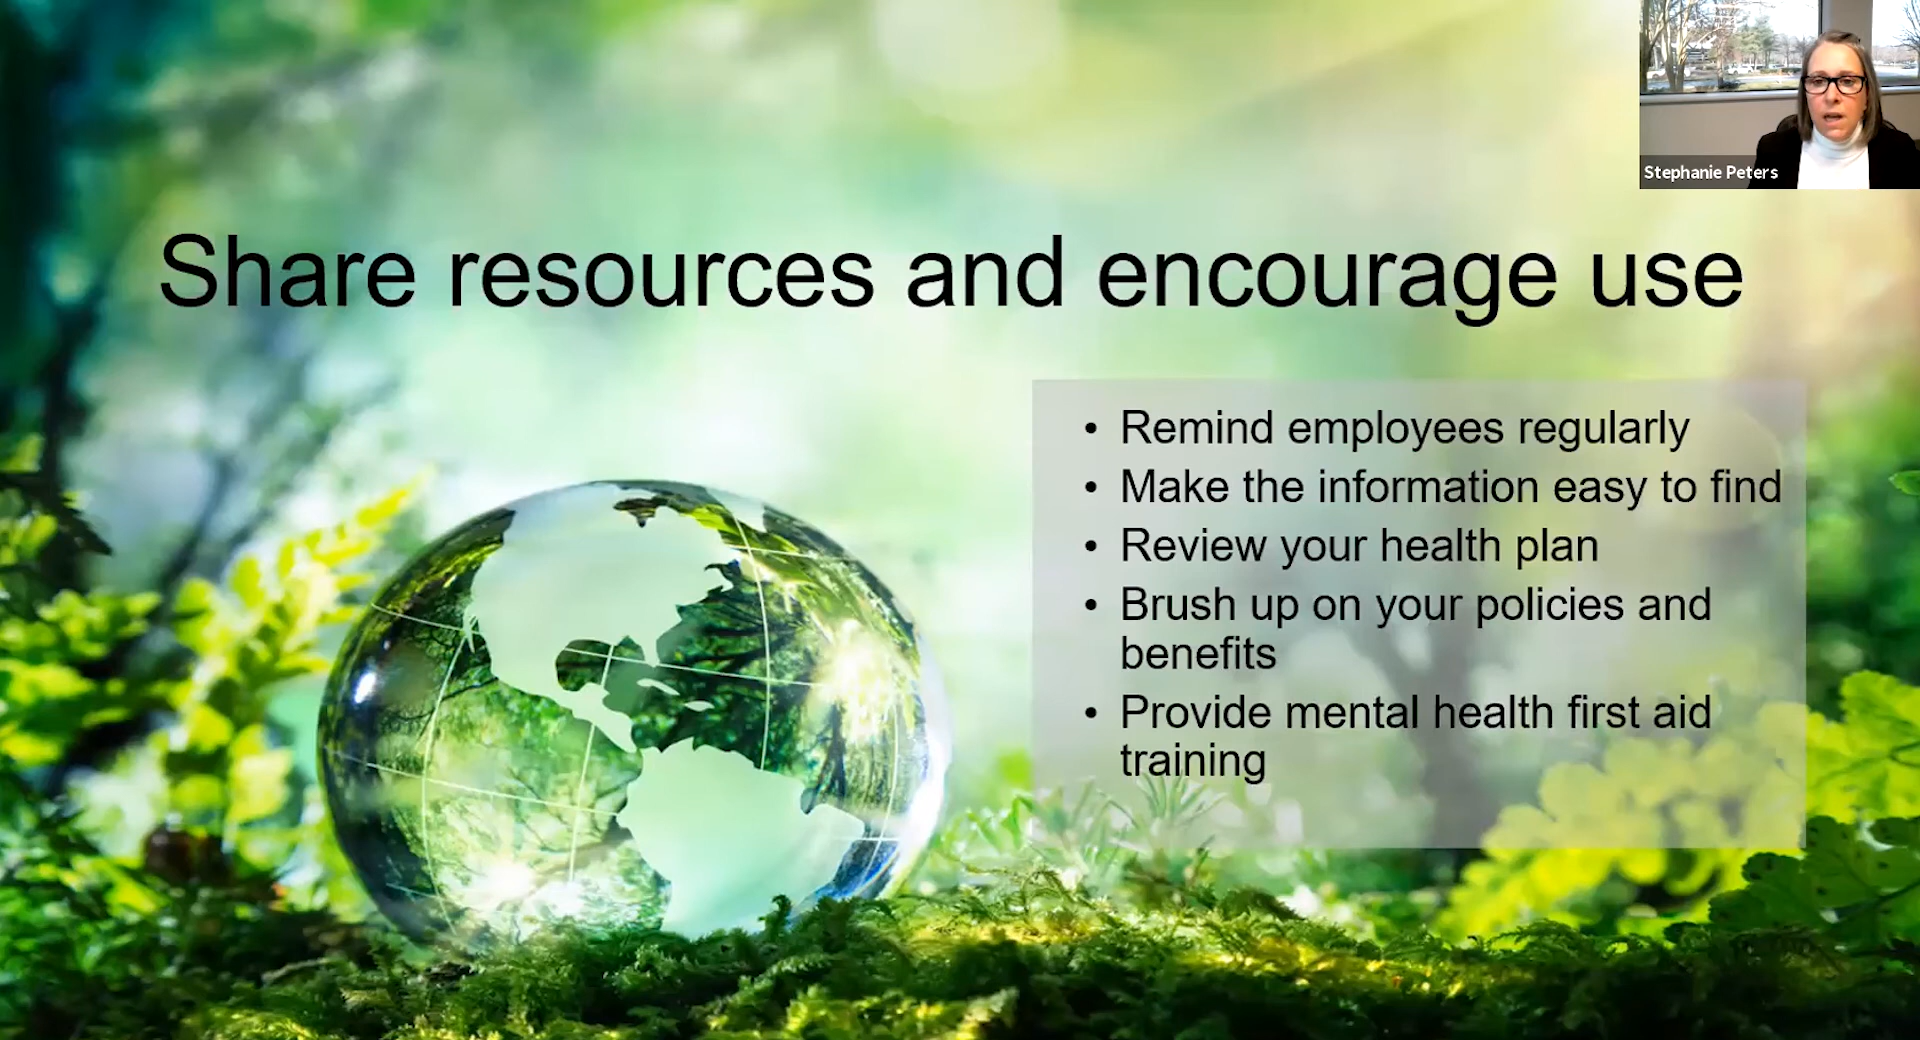 Stephanie Peters
Share resources and encourage use
• Remind employees regularly
• Make the information easy to find
• Review your health plan
• Brush up on your policies and
benefits
• Provide mental health first aid
training